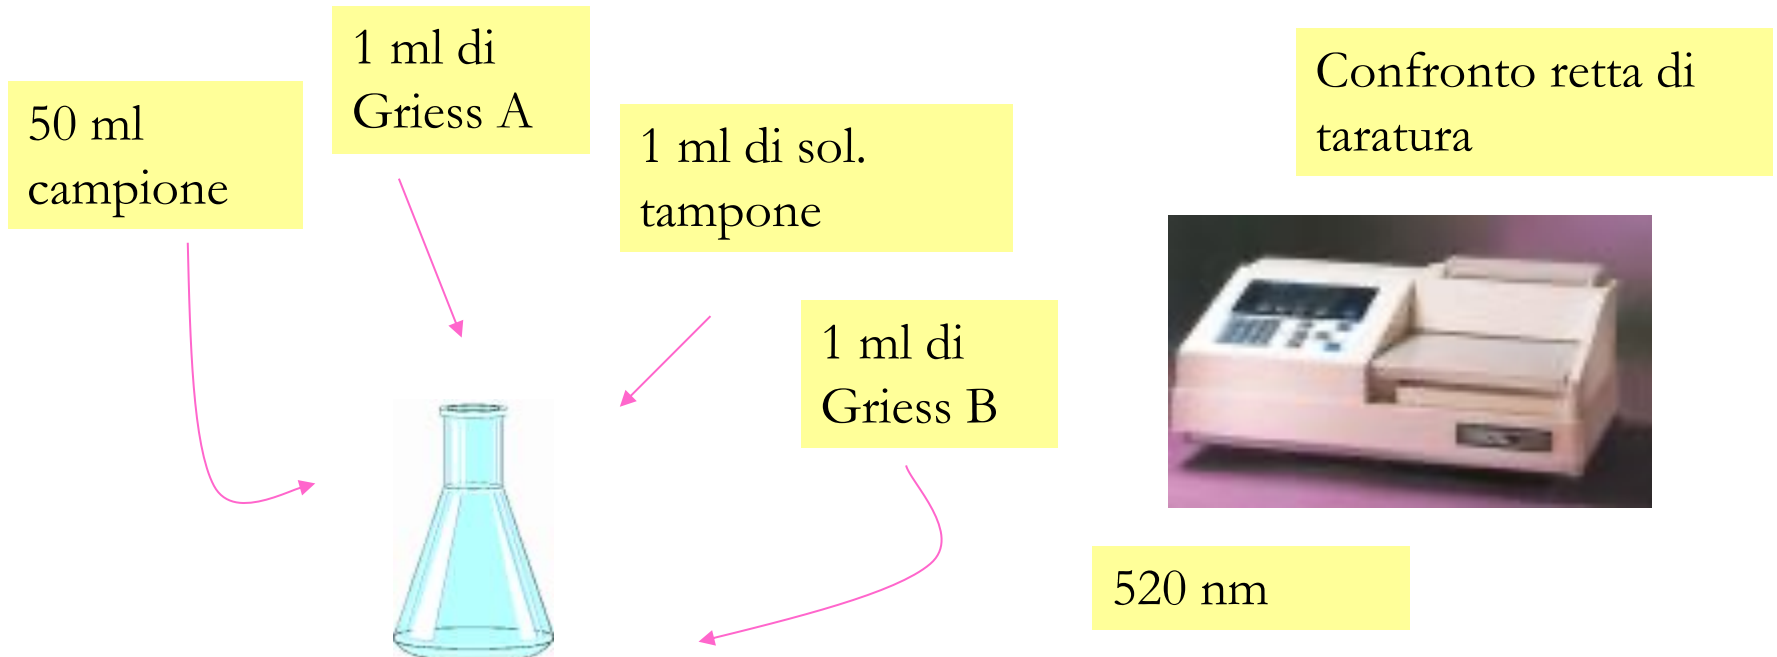 50 ml
campione
1 ml di
Griess A
1 ml di sol.
tampone
1 ml di
Griess B
Confronto retta di
taratura
520 nm